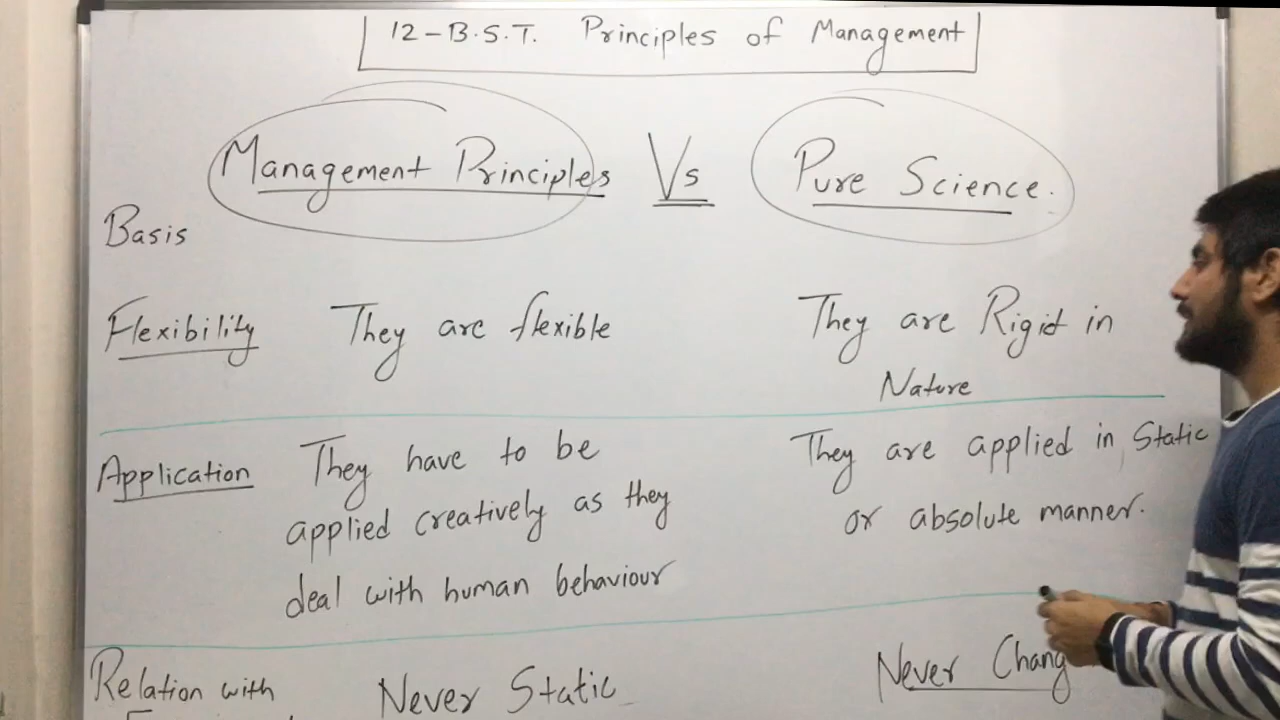 12-B.S.T. Principles of Management
Management Principles Vs Pure Science.
Basis
Flexibility They are flexible They are Rigid in
Nature
Application They have to be They are applied in Static
applied creatively as they or absolute manner.
deal with human behaviour
Relation with Never Static Never Chang